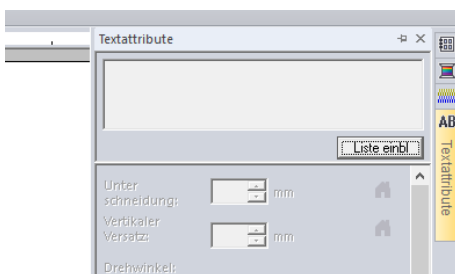 Textattribute
Liste einbl
Unter
schneidung:
mm
Vertikaler
Versatz:
mm
Drehwinkel:
AB
Textattribute